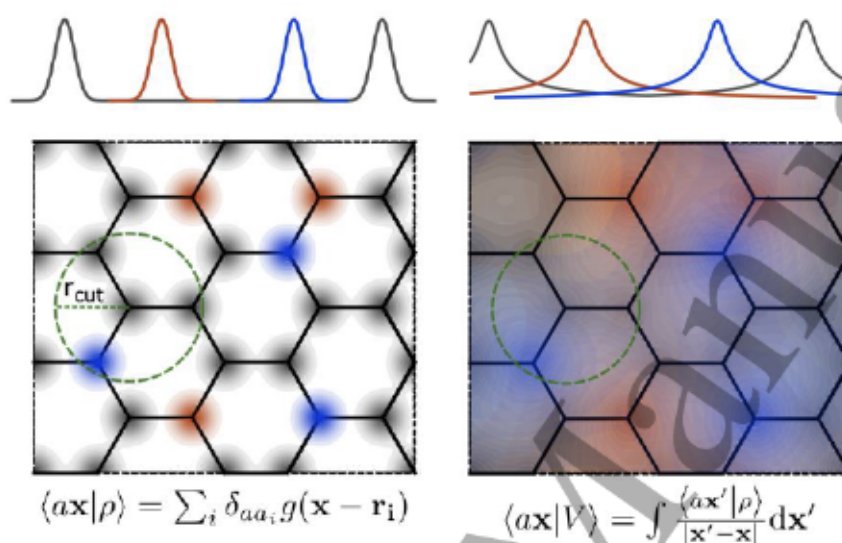 r_cut
⟨ax|ρ⟩ = ∑_i δ_{aa_i} g(x − r_i)
⟨ax|V⟩ = ∫ ⟨ax′|ρ⟩ / |x′−x| dx′